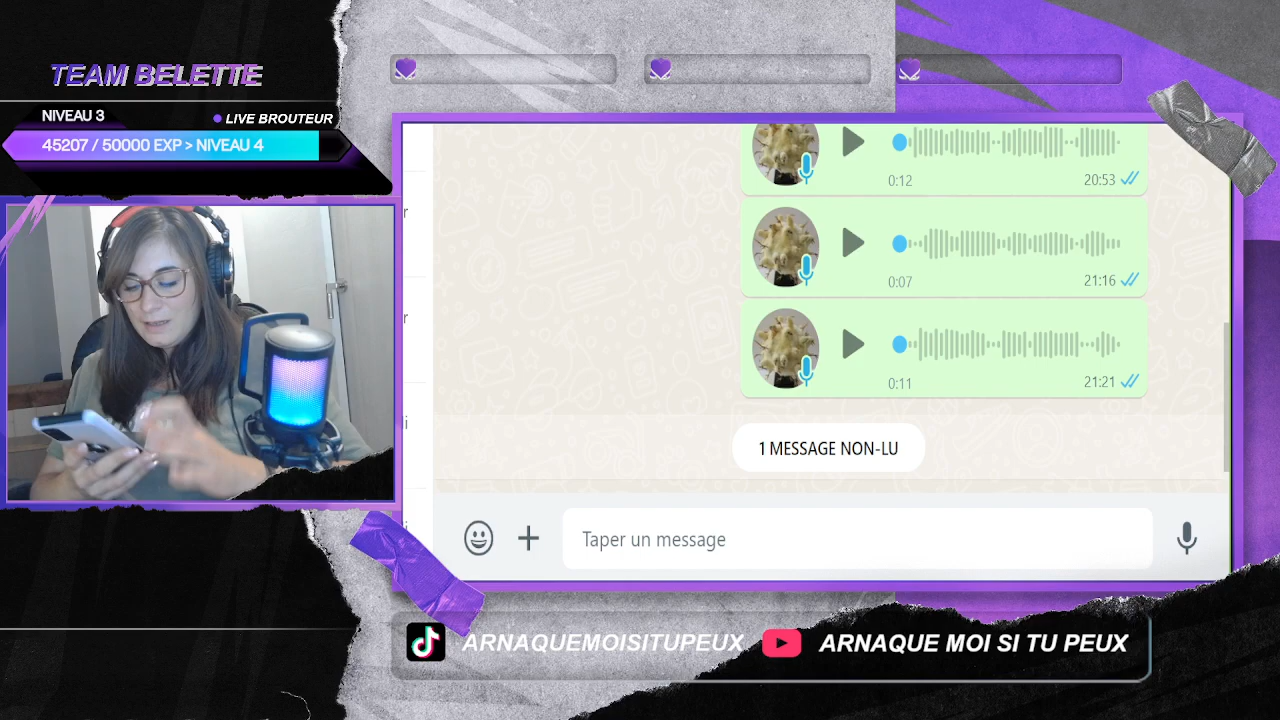 TEAM BELETTE
NIVEAU 3
LIVE BROUTEUR
45207 / 50000 EXP > NIVEAU 4
0:12
20:53
0:07
21:16
0:11
21:21
1 MESSAGE NON-LU
Taper un message
ARNAQUEMOISITUPEUX
ARNAQUE MOI SI TU PEUX